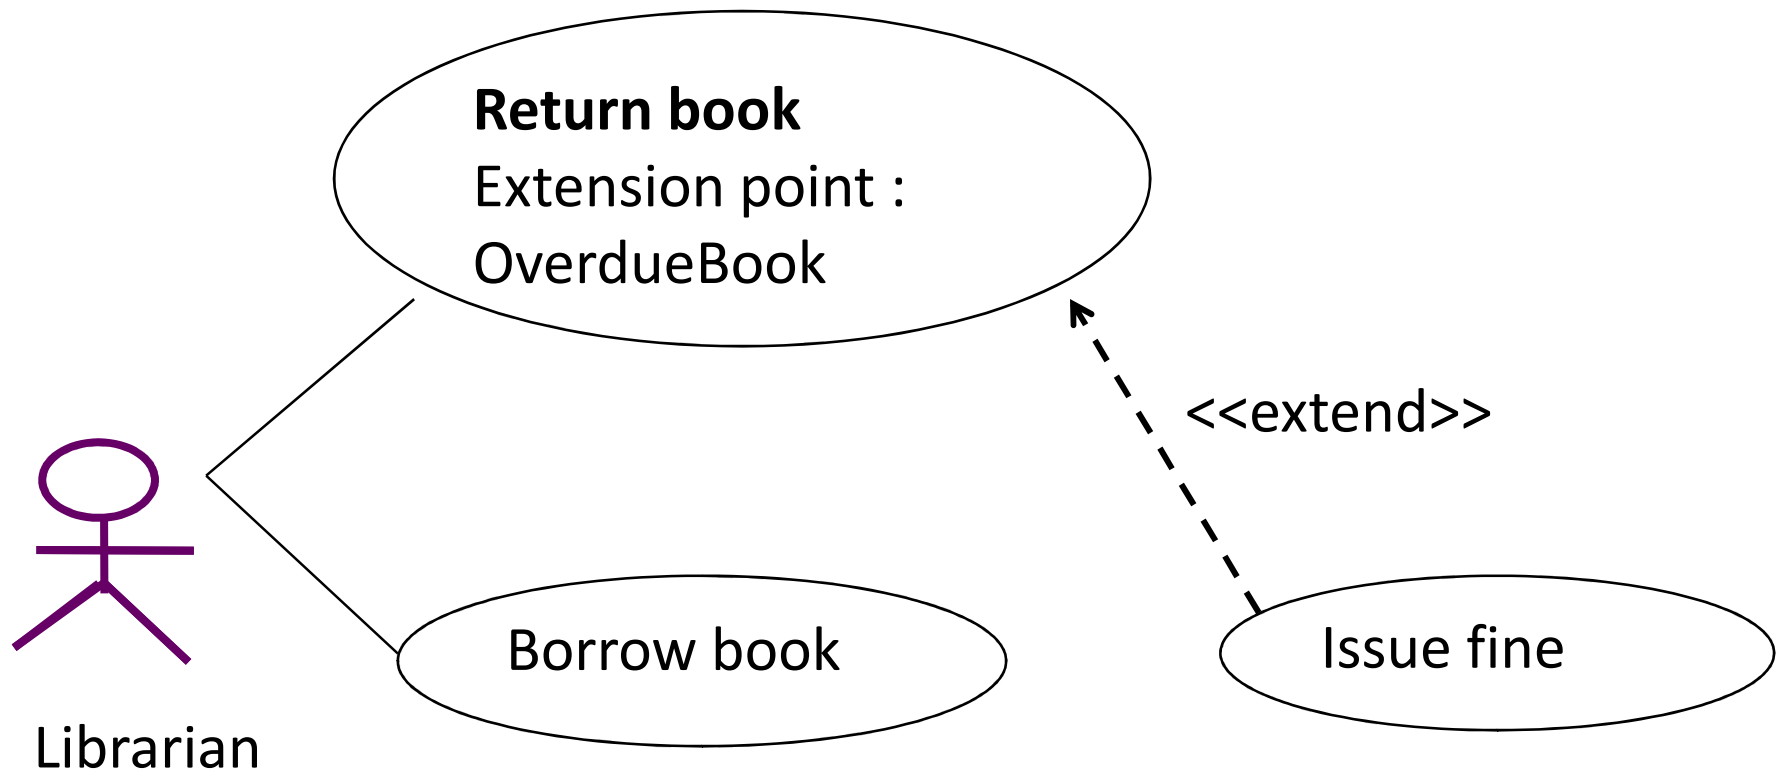 Return book
Extension point :
OverdueBook
<<extend>>
Borrow book
Issue fine
Librarian